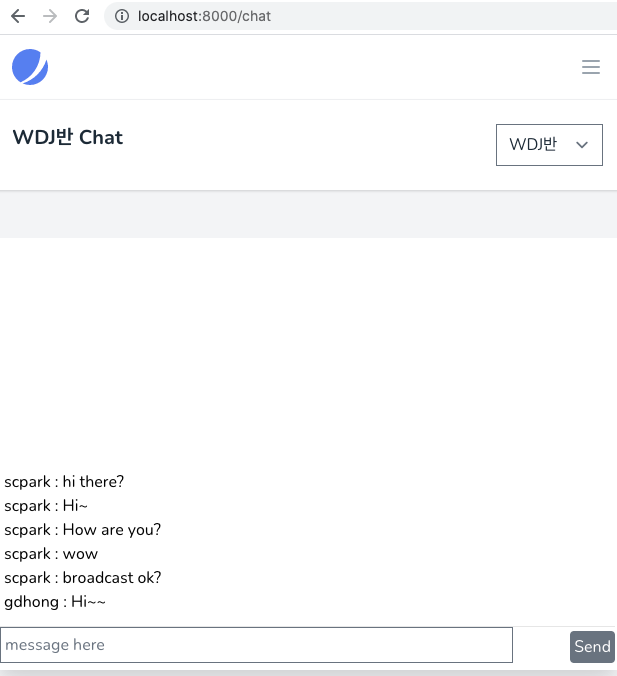 localhost:8000/chat
WDJ반 Chat
WDJ반
scpark : hi there?
scpark : Hi~
scpark : How are you?
scpark : wow
scpark : broadcast ok?
gdhong : Hi~~
message here
Send